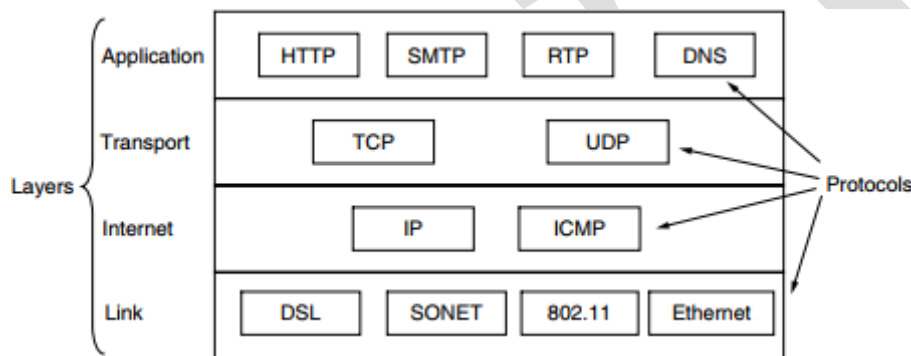 Application HTTP SMTP RTP DNS
Transport TCP UDP
Layers Protocols
Internet IP ICMP
Link DSL SONET 802.11 Ethernet